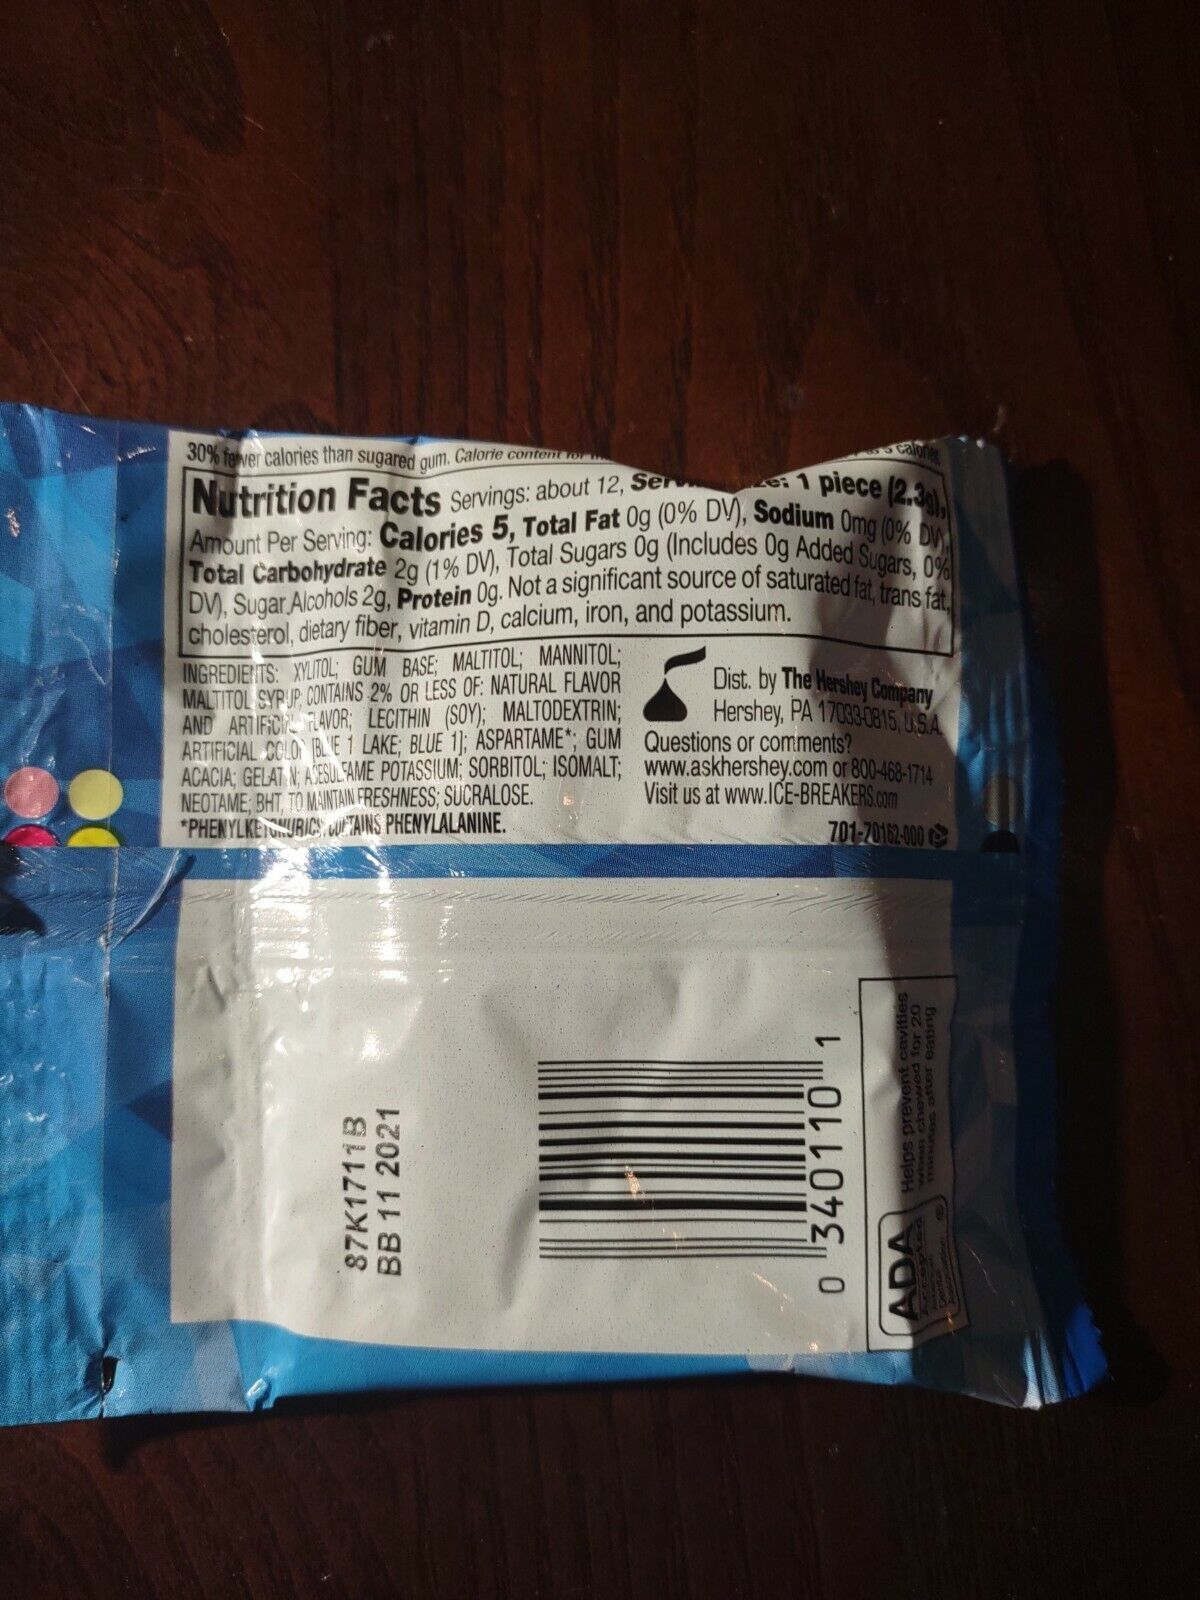 30% fewer calories than sugared gum. Calorie content for
5 calories
Nutrition Facts Servings: about 12, 1 piece (2.3g),
Amount Per Serving: Calories 5, Total Fat 0g (0% DV), Sodium 0mg (0% DV),
Total Carbohydrate 2g (1% DV), Total Sugars 0g (Includes 0g Added Sugars, 0%
DV), Sugar Alcohols 2g, Protein 0g. Not a significant source of saturated fat, trans fat,
cholesterol, dietary fiber, vitamin D, calcium, iron, and potassium.
INGREDIENTS: XYLITOL; GUM BASE; MALTITOL; MANNITOL;
MALTITOL SYRUP; CONTAINS 2% OR LESS OF: NATURAL FLAVOR
AND ARTIFICIAL FLAVOR; LECITHIN (SOY); MALTODEXTRIN;
ARTIFICIAL COLOR [BLUE 1 LAKE; BLUE 1]; ASPARTAME*; GUM
ACACIA; GELATIN; ACESULFAME POTASSIUM; SORBITOL; ISOMALT;
NEOTAME; BHT, TO MAINTAIN FRESHNESS; SUCRALOSE.
*PHENYLKETONURICS: CONTAINS PHENYLALANINE.
Dist. by The Hershey Company
Hershey, PA 17033-0815, U.S.A.
Questions or comments?
www.askhershey.com or 800-468-1714
Visit us at www.ICE-BREAKERS.com
701-70162-000
87K1711B
BB 11 2021
0 340110 1
ADA
Accepted
Helps prevent cavities
when chewed for 20
minutes after eating